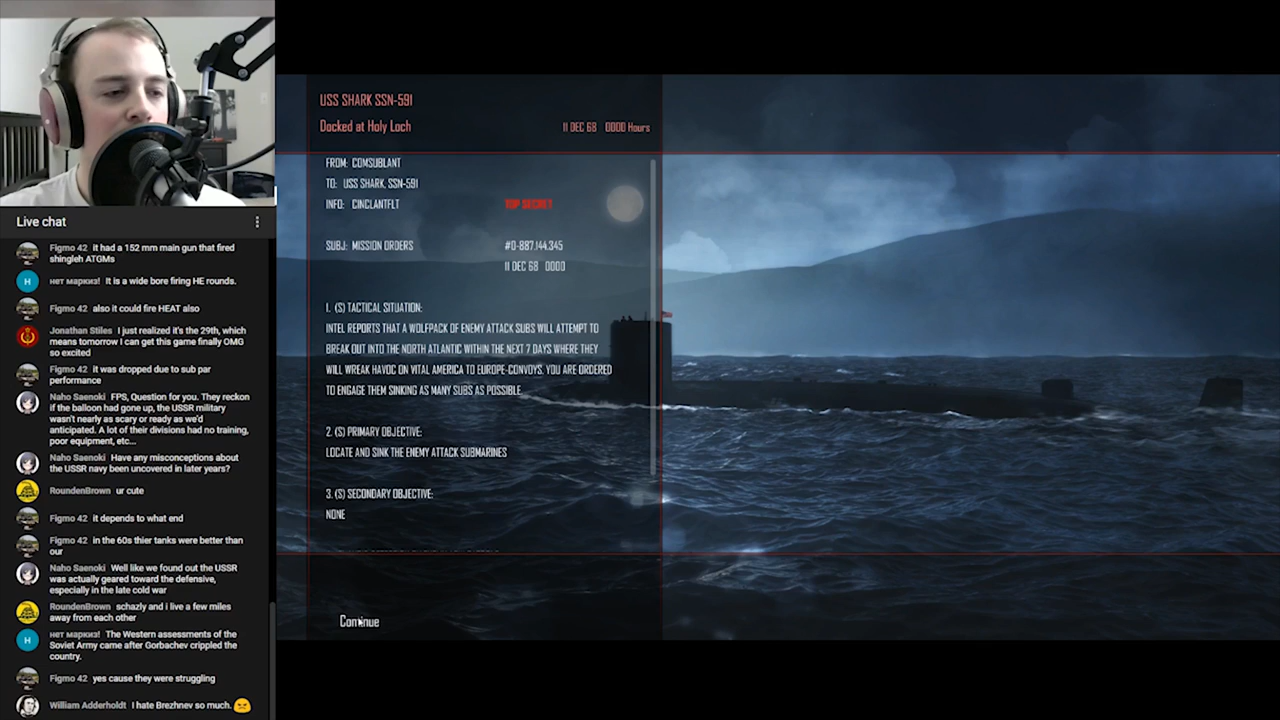 USS SHARK SSN-591
Docked at Holy Loch
11 DEC 68 0000 Hours
FROM: COMSUBLANT
TO: USS SHARK, SSN-591
INFO: CINCLANTFLT
TOP SECRET
SUBJ: MISSION ORDERS
#0-887.144.345
11 DEC 68 0000
1. (S) TACTICAL SITUATION:
INTEL REPORTS THAT A WOLFPACK OF ENEMY ATTACK SUBS WILL ATTEMPT TO
BREAK OUT INTO THE NORTH ATLANTIC WITHIN THE NEXT 7 DAYS WHERE THEY
WILL WREAK HAVOC ON VITAL AMERICA TO EUROPE-CONVOYS. YOU ARE ORDERED
TO ENGAGE THEM SINKING AS MANY SUBS AS POSSIBLE
2. (S) PRIMARY OBJECTIVE:
LOCATE AND SINK THE ENEMY ATTACK SUBMARINES
3. (S) SECONDARY OBJECTIVE:
NONE
Continue
Live chat
Figmo 42 it had a 152 mm main gun that fired
shingleh ATGMs
нет маркиз! It is a wide bore firing HE rounds.
Figmo 42 also it could fire HEAT also
Jonathan Stiles I just realized it's the 29th, which
means tomorrow I can get this game finally OMG
so excited
Figmo 42 it was dropped due to sub par
performance
Naho Saenoki FPS, Question for you. They reckon
if the balloon had gone up, the USSR military
wasn't nearly as scary or ready as we'd
anticipated. A lot of their divisions had no training,
poor equipment, etc...
Naho Saenoki Have any misconceptions about
the USSR navy been uncovered in later years?
RoundenBrown ur cute
Figmo 42 it depends to what end
Figmo 42 in the 60s thier tanks were better than
our
Naho Saenoki Well like we found out the USSR
was actually geared toward the defensive,
especially in the late cold war
RoundenBrown schazly and i live a few miles
away from each other
нет маркиз! The Western assessments of the
Soviet Army came after Gorbachev crippled the
country.
Figmo 42 yes cause they were struggling
William Adderholdt I hate Brezhnev so much.
H
H